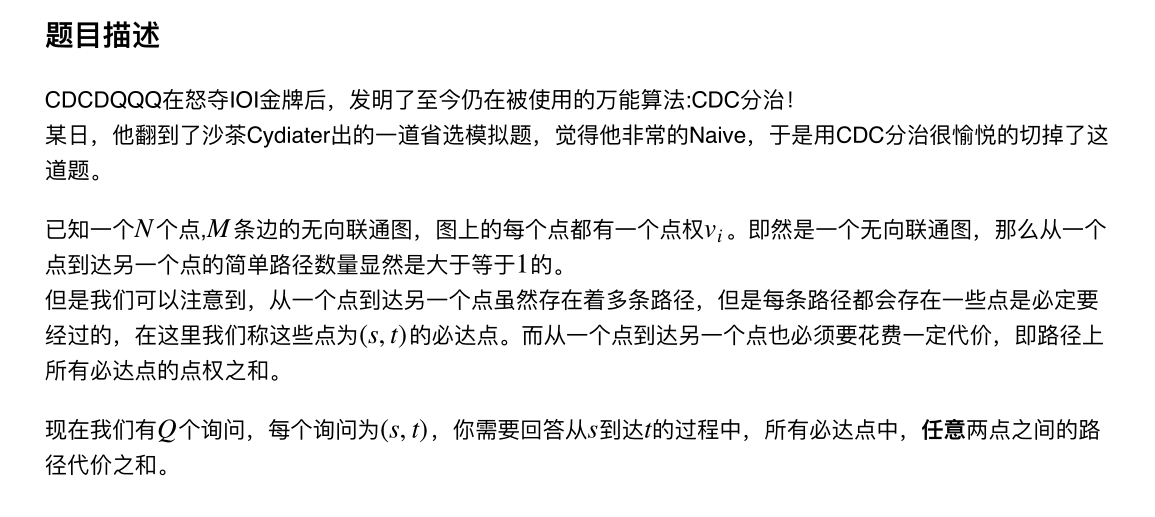 题目描述
CDCDQQQ在怒夺IOI金牌后，发明了至今仍在被使用的万能算法:CDC分治！
某日，他翻到了沙茶Cydiater出的一道省选模拟题，觉得他非常的Naive，于是用CDC分治很愉悦的切掉了这
道题。
已知一个N个点,M条边的无向联通图，图上的每个点都有一个点权v_i。即然是一个无向联通图，那么从一个
点到达另一个点的简单路径数量显然是大于等于1的。
但是我们可以注意到，从一个点到达另一个点虽然存在着多条路径，但是每条路径都会存在一些点是必定要
经过的，在这里我们称这些点为(s, t)的必达点。而从一个点到达另一个点也必须要花费一定代价，即路径上
所有必达点的点权之和。
现在我们有Q个询问，每个询问为(s, t)，你需要回答从s到达t的过程中，所有必达点中，任意两点之间的路
径代价之和。